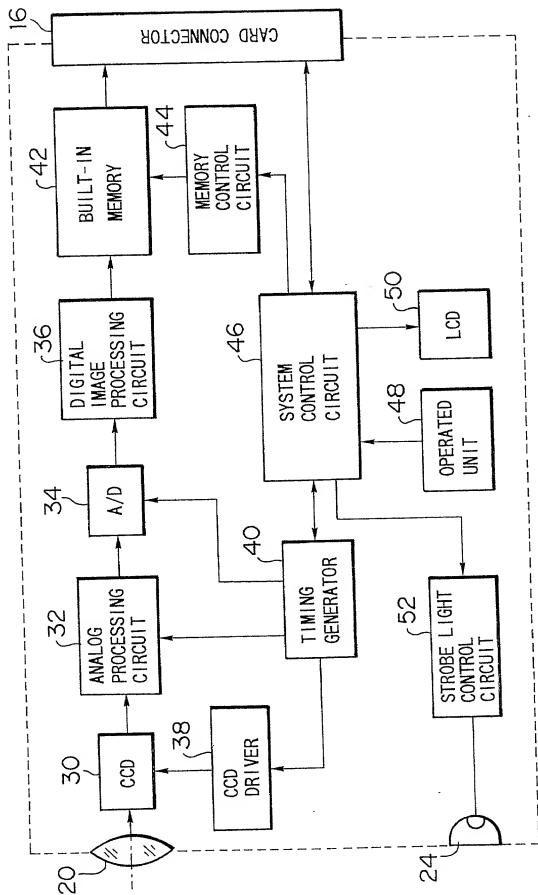 16
CARD CONNECTOR
42
BUILT-IN
MEMORY
44
MEMORY
CONTROL
CIRCUIT
36
DIGITAL
IMAGE
PROCESSING
CIRCUIT
46
SYSTEM
CONTROL
CIRCUIT
50
LCD
48
OPERATED
UNIT
34
A/D
40
TIMING
GENERATOR
32
ANALOG
PROCESSING
CIRCUIT
52
STROBE LIGHT
CONTROL
CIRCUIT
30
CCD
38
CCD
DRIVER
20
24